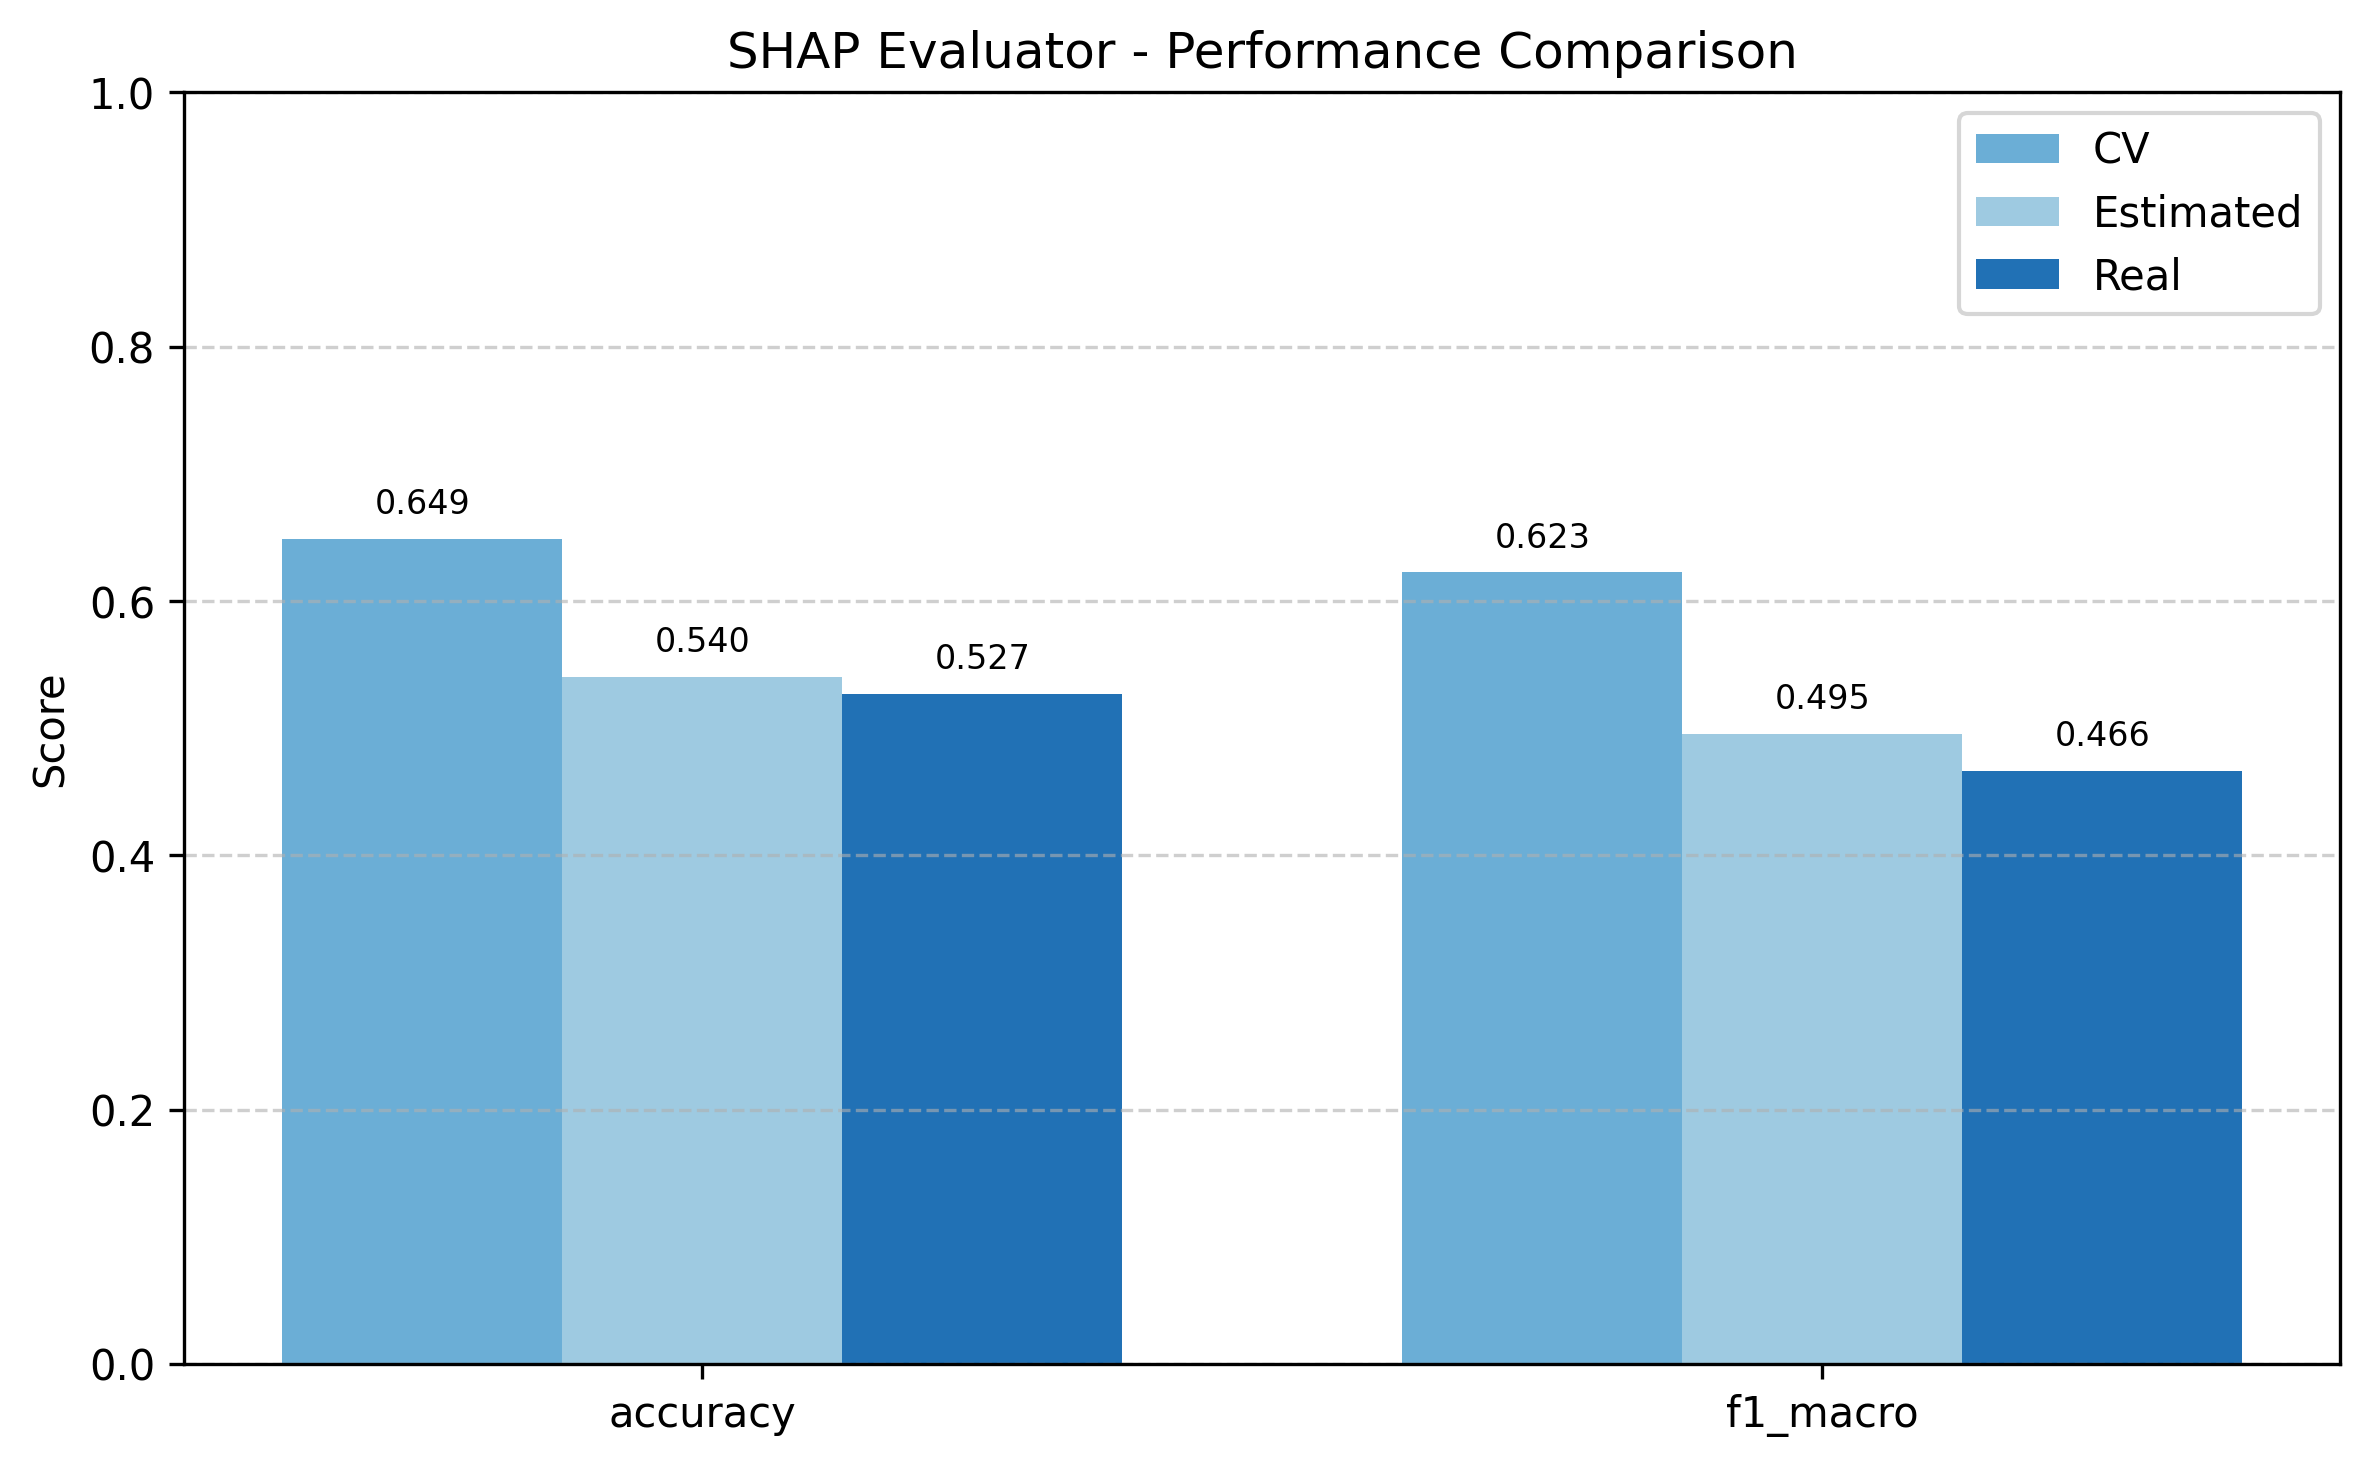 SHAP Evaluator - Performance Comparison
1.0
0.8
0.6
0.4
0.2
0.0
Score
CV
Estimated
Real
0.649
0.540
0.527
0.623
0.495
0.466
accuracy
f1_macro